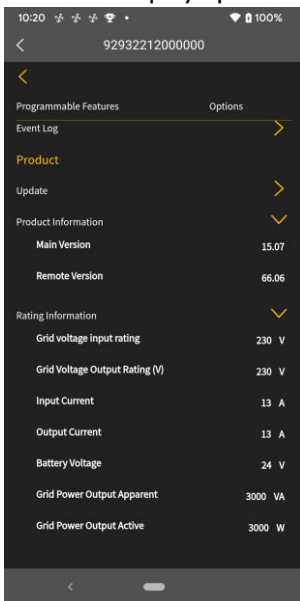 10:20 100%
92932212000000
Programmable Features Options
Event Log
Product
Update
Product Information
Main Version 15.07
Remote Version 66.06
Rating Information
Grid voltage input rating 230 V
Grid Voltage Output Rating (V) 230 V
Input Current 13 A
Output Current 13 A
Battery Voltage 24 V
Grid Power Output Apparent 3000 VA
Grid Power Output Active 3000 W